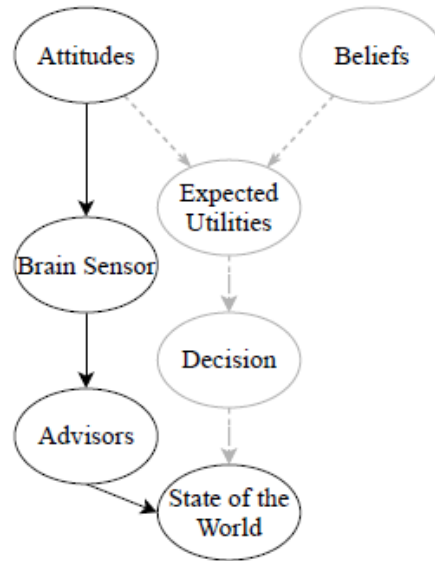 Attitudes
Beliefs
Expected
Utilities
Brain Sensor
Decision
Advisors
State of the
World